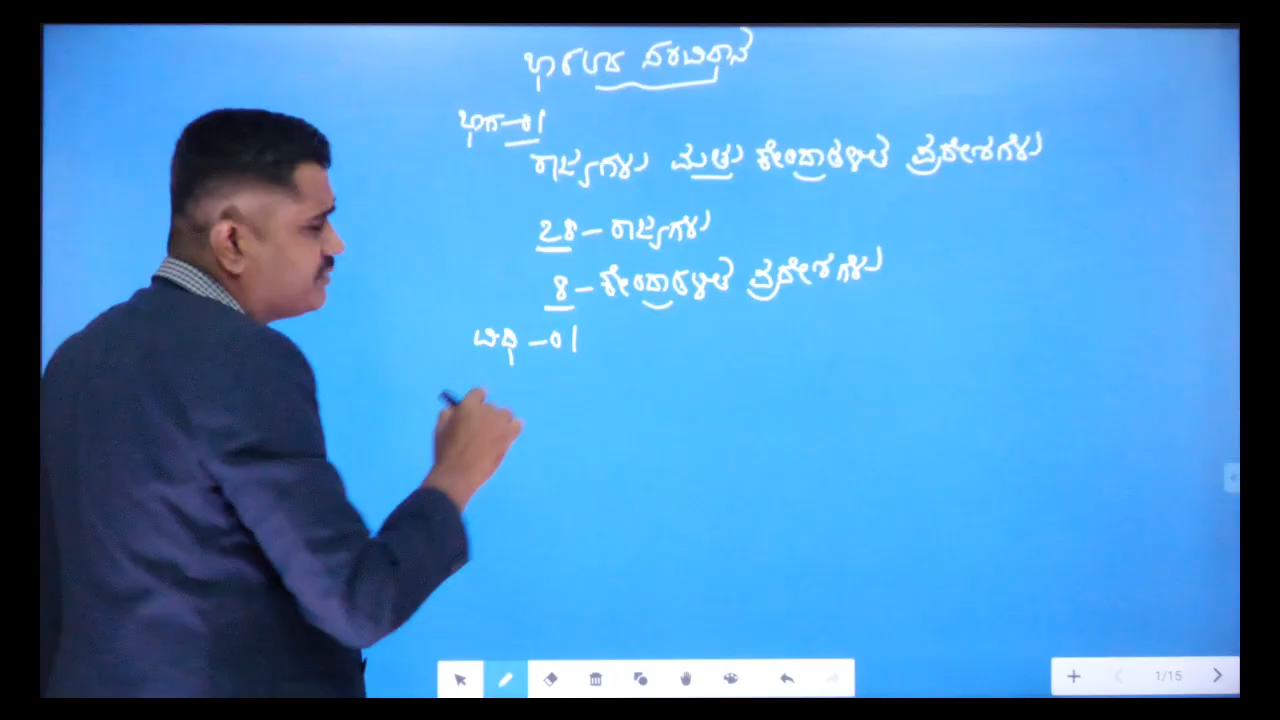 ಭಾರತದ ಸಂವಿಧಾನ
ಭಾಗ-01
ರಾಜ್ಯಗಳು ಮತ್ತು ಕೇಂದ್ರಾಡಳಿತ ಪ್ರದೇಶಗಳು
28-ರಾಜ್ಯಗಳು
8-ಕೇಂದ್ರಾಡಳಿತ ಪ್ರದೇಶಗಳು
ವಿಧಿ-01
1/15